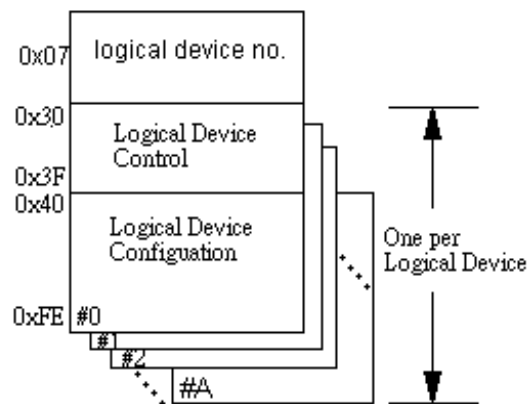 0x07
logical device no.
0x30
Logical Device
Control
0x3F
0x40
Logical Device
Configuation
One per
Logical Device
0xFE
#0
#1
#2
#A